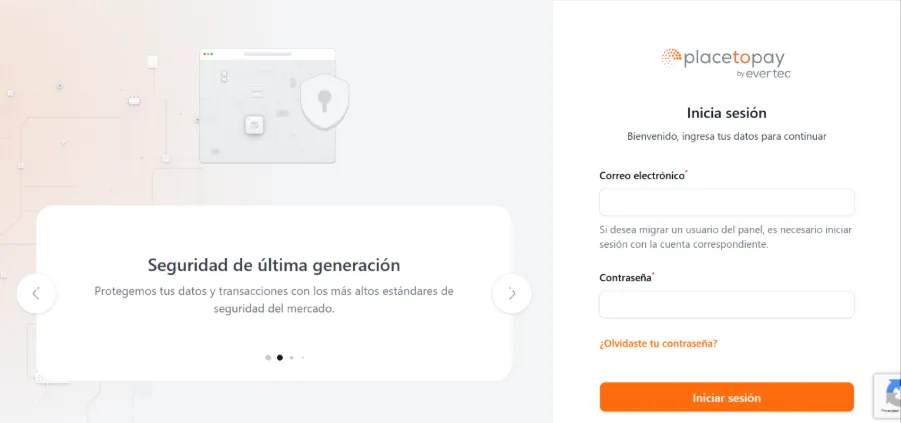 placetopay
by evertec
Inicia sesión
Bienvenido, ingresa tus datos para continuar
Correo electrónico*
Si desea migrar un usuario del panel, es necesario iniciar
sesión con la cuenta correspondiente.
Contraseña*
¿Olvidaste tu contraseña?
Iniciar sesión
Seguridad de última generación
Protegemos tus datos y transacciones con los más altos estándares de
seguridad del mercado.